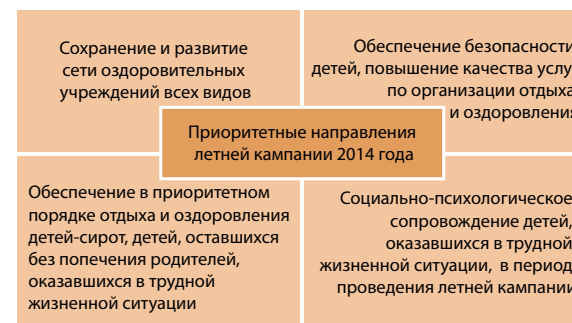 Сохранение и развитие
сети оздоровительных
учреждений всех видов
Обеспечение безопасности
детей, повышение качества услу
по организации отдыха
и оздоровления
Приоритетные направления
летней кампании 2014 года
Обеспечение в приоритетном
порядке отдыха и оздоровления
детей-сирот, детей, оставшихся
без попечения родителей,
оказавшихся в трудной
жизненной ситуации
Социально-психологическое
сопровождение детей,
оказавшихся в трудной
жизненной ситуации, в период
проведения летней кампании